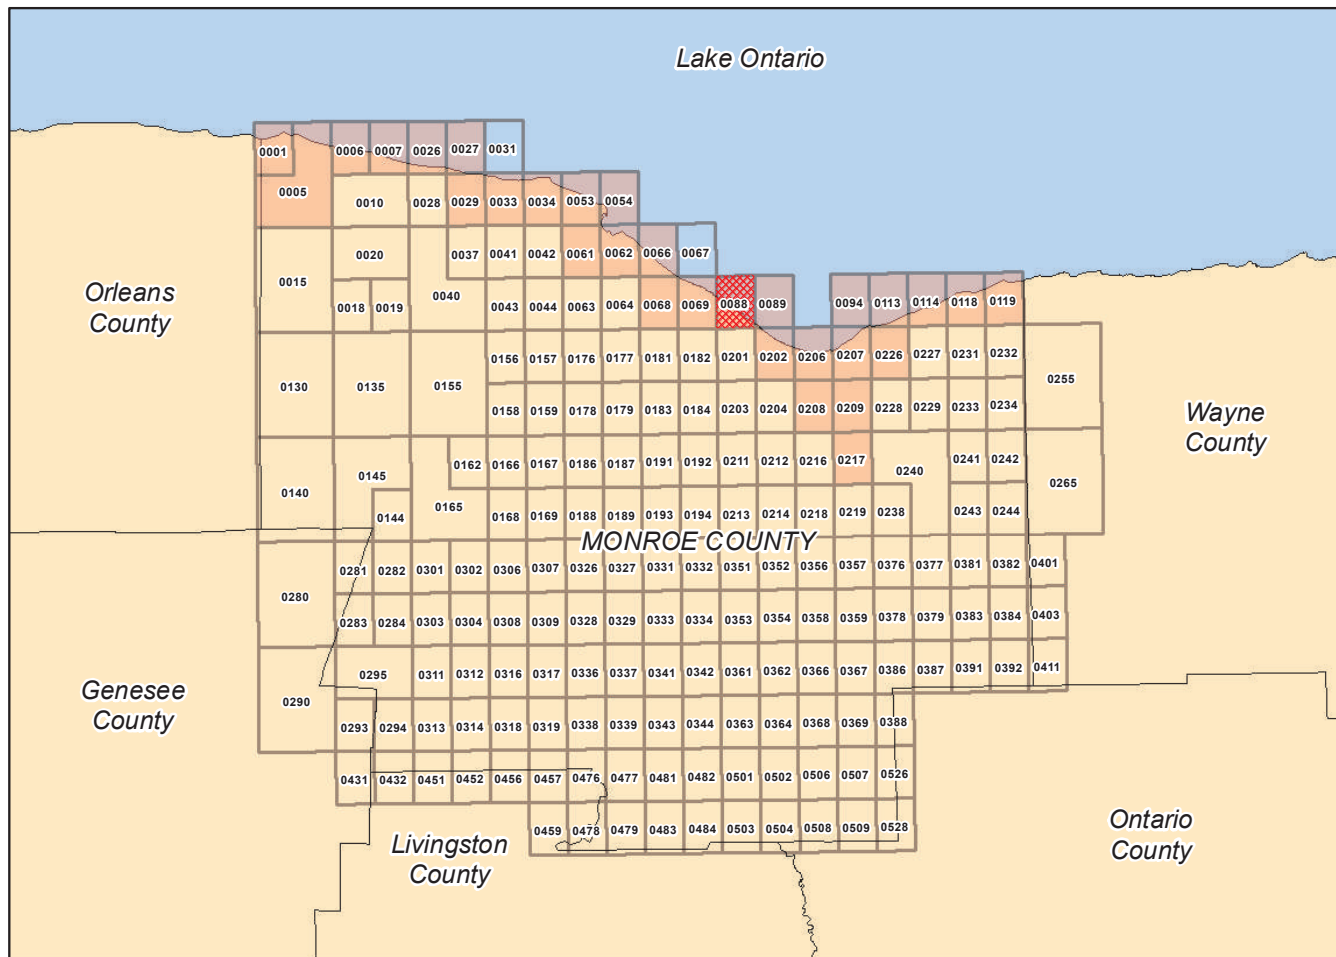 Lake Ontario
0001
0006 0007 0026 0027 0031
0005
0010 0028 0029 0033 0034 0053 0054
0015
0020 0037 0041 0042 0061 0062 0066 0067
0018 0019 0040 0043 0044 0063 0064 0068 0069 0088 0089 0094 0113 0114 0118 0119
Orleans
County
0130 0135 0155
0156 0157 0176 0177 0181 0182 0201 0202 0206 0207 0226 0227 0231 0232
0255
0158 0159 0178 0179 0183 0184 0203 0204 0208 0209 0228 0229 0233 0234
Wayne
County
0140 0145 0162 0166 0167 0186 0187 0191 0192 0211 0212 0216 0217 0240 0241 0242
0265
0144 0165 0168 0169 0188 0189 0193 0194 0213 0214 0218 0219 0238 0243 0244
MONROE COUNTY
0280
0281 0282 0301 0302 0306 0307 0326 0327 0331 0332 0351 0352 0356 0357 0376 0377 0381 0382 0401
0283 0284 0303 0304 0308 0309 0328 0329 0333 0334 0353 0354 0358 0359 0378 0379 0383 0384 0403
0290
0295 0311 0312 0316 0317 0336 0337 0341 0342 0361 0362 0366 0367 0386 0387 0391 0392 0411
Genesee
County
0293 0294 0313 0314 0318 0319 0338 0339 0343 0344 0363 0364 0368 0369 0388
0431 0432 0451 0452 0456 0457 0476 0477 0481 0482 0501 0502 0506 0507 0526
0459 0478 0479 0483 0484 0503 0504 0508 0509 0528
Livingston
County
Ontario
County